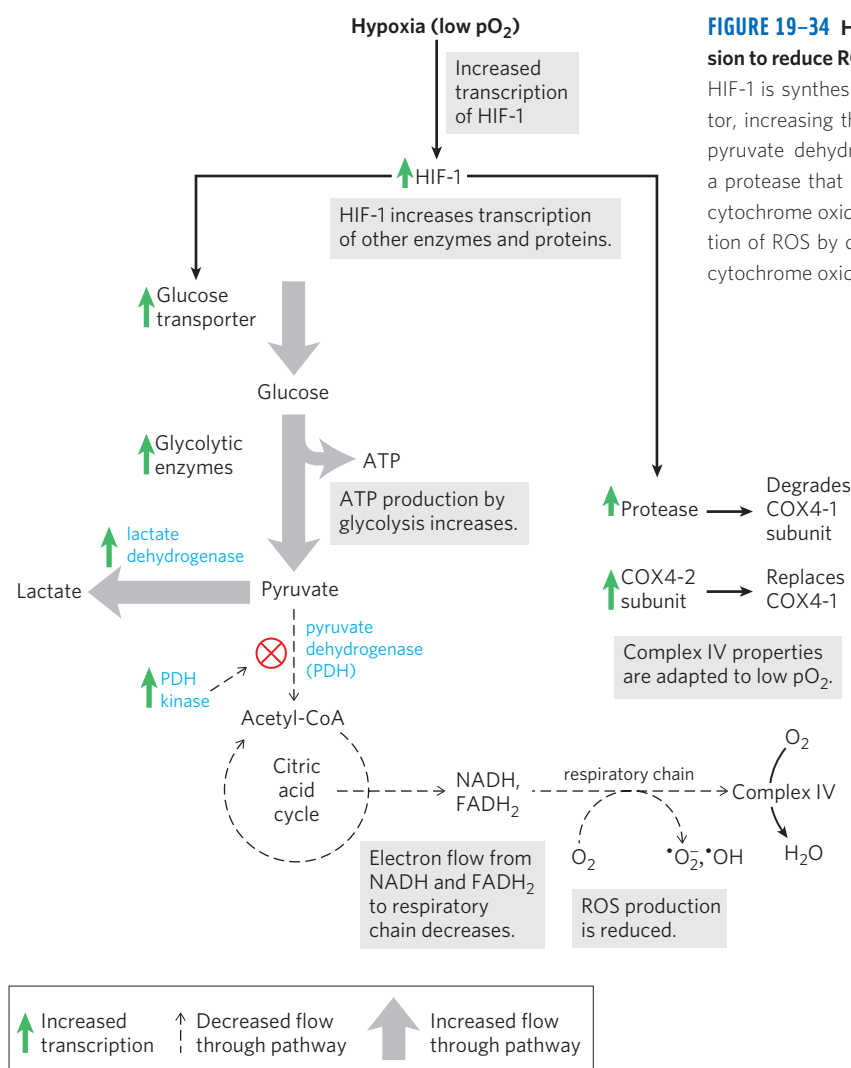 Hypoxia (low pO₂)
Increased
transcription
of HIF-1
HIF-1
HIF-1 increases transcription
of other enzymes and proteins.
Glucose
transporter
Glucose
Glycolytic
enzymes
ATP
ATP production by
glycolysis increases.
lactate
dehydrogenase
Lactate
Pyruvate
pyruvate
dehydrogenase
(PDH)
PDH
kinase
Acetyl-CoA
Citric
acid
cycle
NADH,
FADH₂
respiratory chain
Complex IV
O₂
H₂O
O₂
•O₂⁻, •OH
Electron flow from
NADH and FADH₂
to respiratory
chain decreases.
ROS production
is reduced.
Protease
Degrades
COX4-1
subunit
COX4-2
subunit
Replaces
COX4-1
Complex IV properties
are adapted to low pO₂.
Increased
transcription
Decreased flow
through pathway
Increased flow
through pathway
FIGURE 19–34 H
sion to reduce RO
HIF-1 is synthes
tor, increasing th
pyruvate dehydr
a protease that
cytochrome oxid
tion of ROS by c
cytochrome oxid